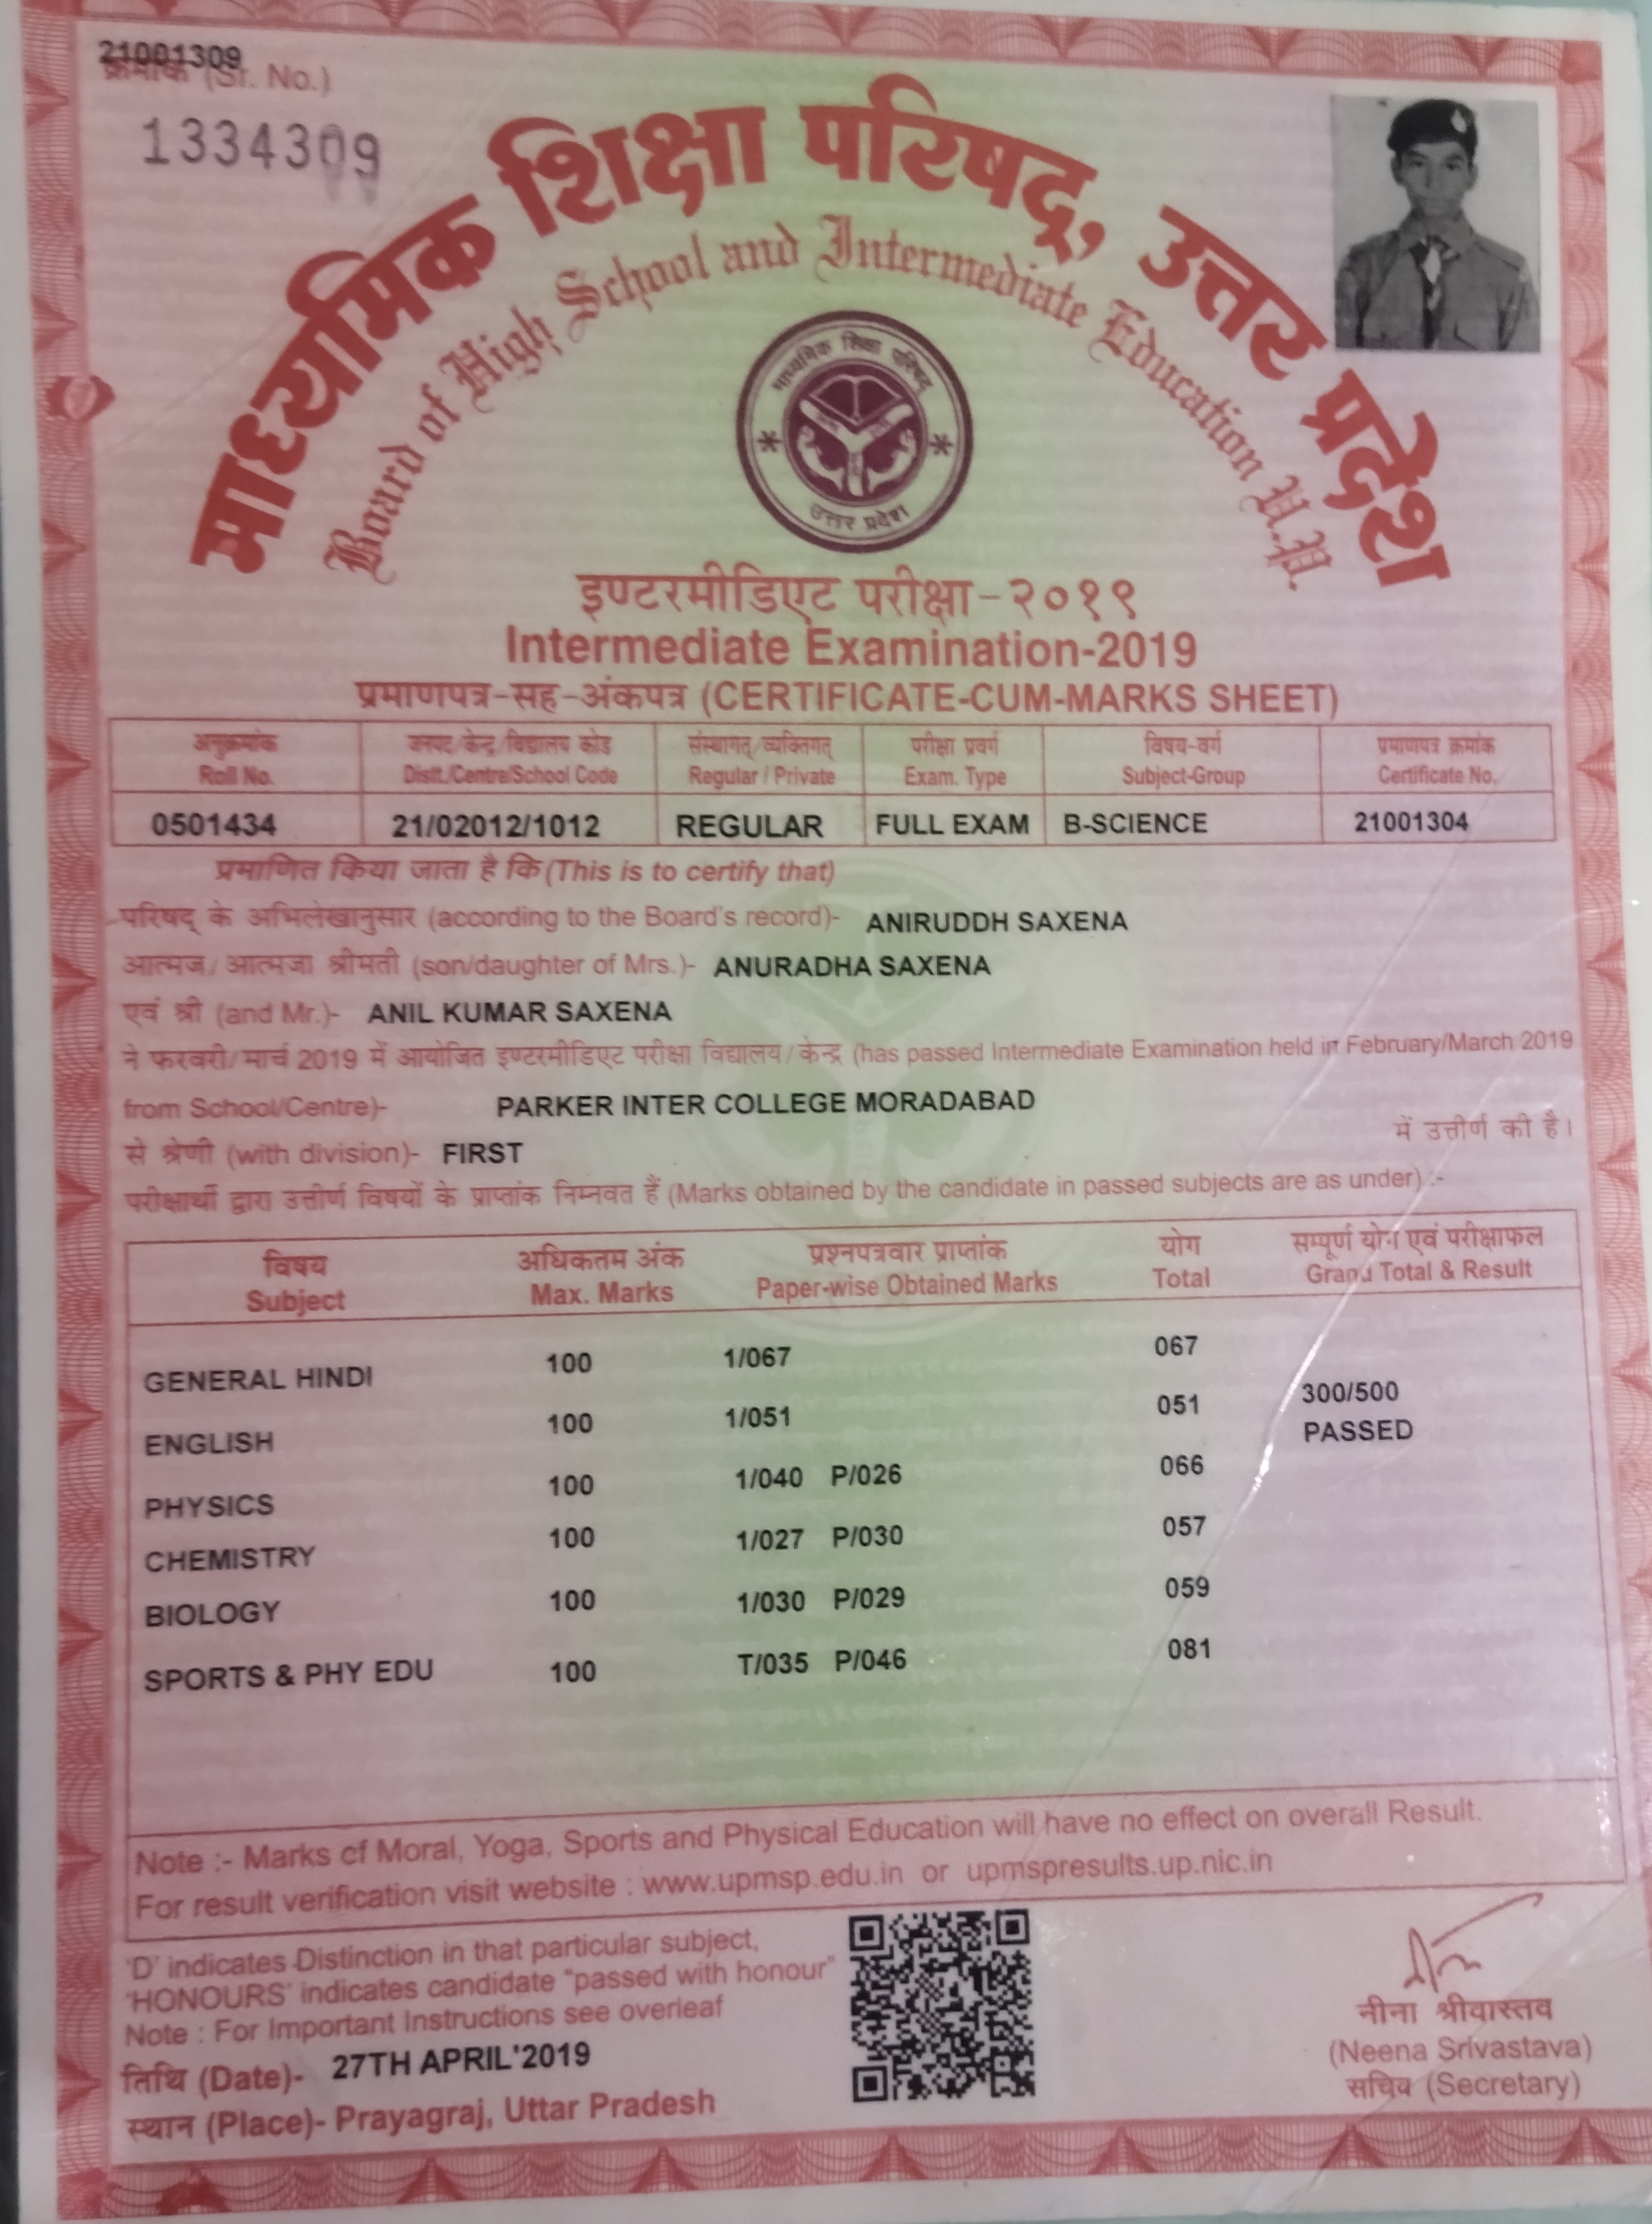 21001309
क्रमांक (Sr. No.)
1334309
माध्यमिक शिक्षा परिषद्, उत्तर प्रदेश
Board of High School and Intermediate Education U.P.
माध्यमिक शिक्षा परिषद्
उत्तर प्रदेश
इण्टरमीडिएट परीक्षा-२०१९
Intermediate Examination-2019
प्रमाणपत्र-सह-अंकपत्र (CERTIFICATE-CUM-MARKS SHEET)
अनुक्रमांक जनपद/केन्द्र/विद्यालय कोड संस्थागत्/व्यक्तिगत् परीक्षा प्रवर्ग विषय-वर्ग प्रमाणपत्र क्रमांक
Roll No. Distt./Centre/School Code Regular / Private Exam. Type Subject-Group Certificate No.
0501434 21/02012/1012 REGULAR FULL EXAM B-SCIENCE 21001304
प्रमाणित किया जाता है कि (This is to certify that)
परिषद् के अभिलेखानुसार (according to the Board's record)- ANIRUDDH SAXENA
आत्मज/आत्मजा श्रीमती (son/daughter of Mrs.)- ANURADHA SAXENA
एवं श्री (and Mr.)- ANIL KUMAR SAXENA
ने फरवरी/मार्च 2019 में आयोजित इण्टरमीडिएट परीक्षा विद्यालय/केन्द्र (has passed Intermediate Examination held in February/March 2019
from School/Centre)- PARKER INTER COLLEGE MORADABAD
में उत्तीर्ण की है।
से श्रेणी (with division)- FIRST
परीक्षार्थी द्वारा उत्तीर्ण विषयों के प्राप्तांक निम्नवत हैं (Marks obtained by the candidate in passed subjects are as under) :-
विषय अधिकतम अंक प्रश्नपत्रवार प्राप्तांक योग सम्पूर्ण योग एवं परीक्षाफल
Subject Max. Marks Paper-wise Obtained Marks Total Grand Total & Result
GENERAL HINDI 100 1/067 067
300/500
ENGLISH 100 1/051 051
PASSED
PHYSICS 100 1/040 P/026 066
CHEMISTRY 100 1/027 P/030 057
BIOLOGY 100 1/030 P/029 059
SPORTS & PHY EDU 100 T/035 P/046 081
Note :- Marks of Moral, Yoga, Sports and Physical Education will have no effect on overall Result.
For result verification visit website : www.upmsp.edu.in or upmspresults.up.nic.in
'D' indicates Distinction in that particular subject,
'HONOURS' indicates candidate "passed with honour"
Note : For Important Instructions see overleaf
तिथि (Date)- 27TH APRIL'2019
स्थान (Place)- Prayagraj, Uttar Pradesh
नीना श्रीवास्तव
(Neena Srivastava)
सचिव (Secretary)